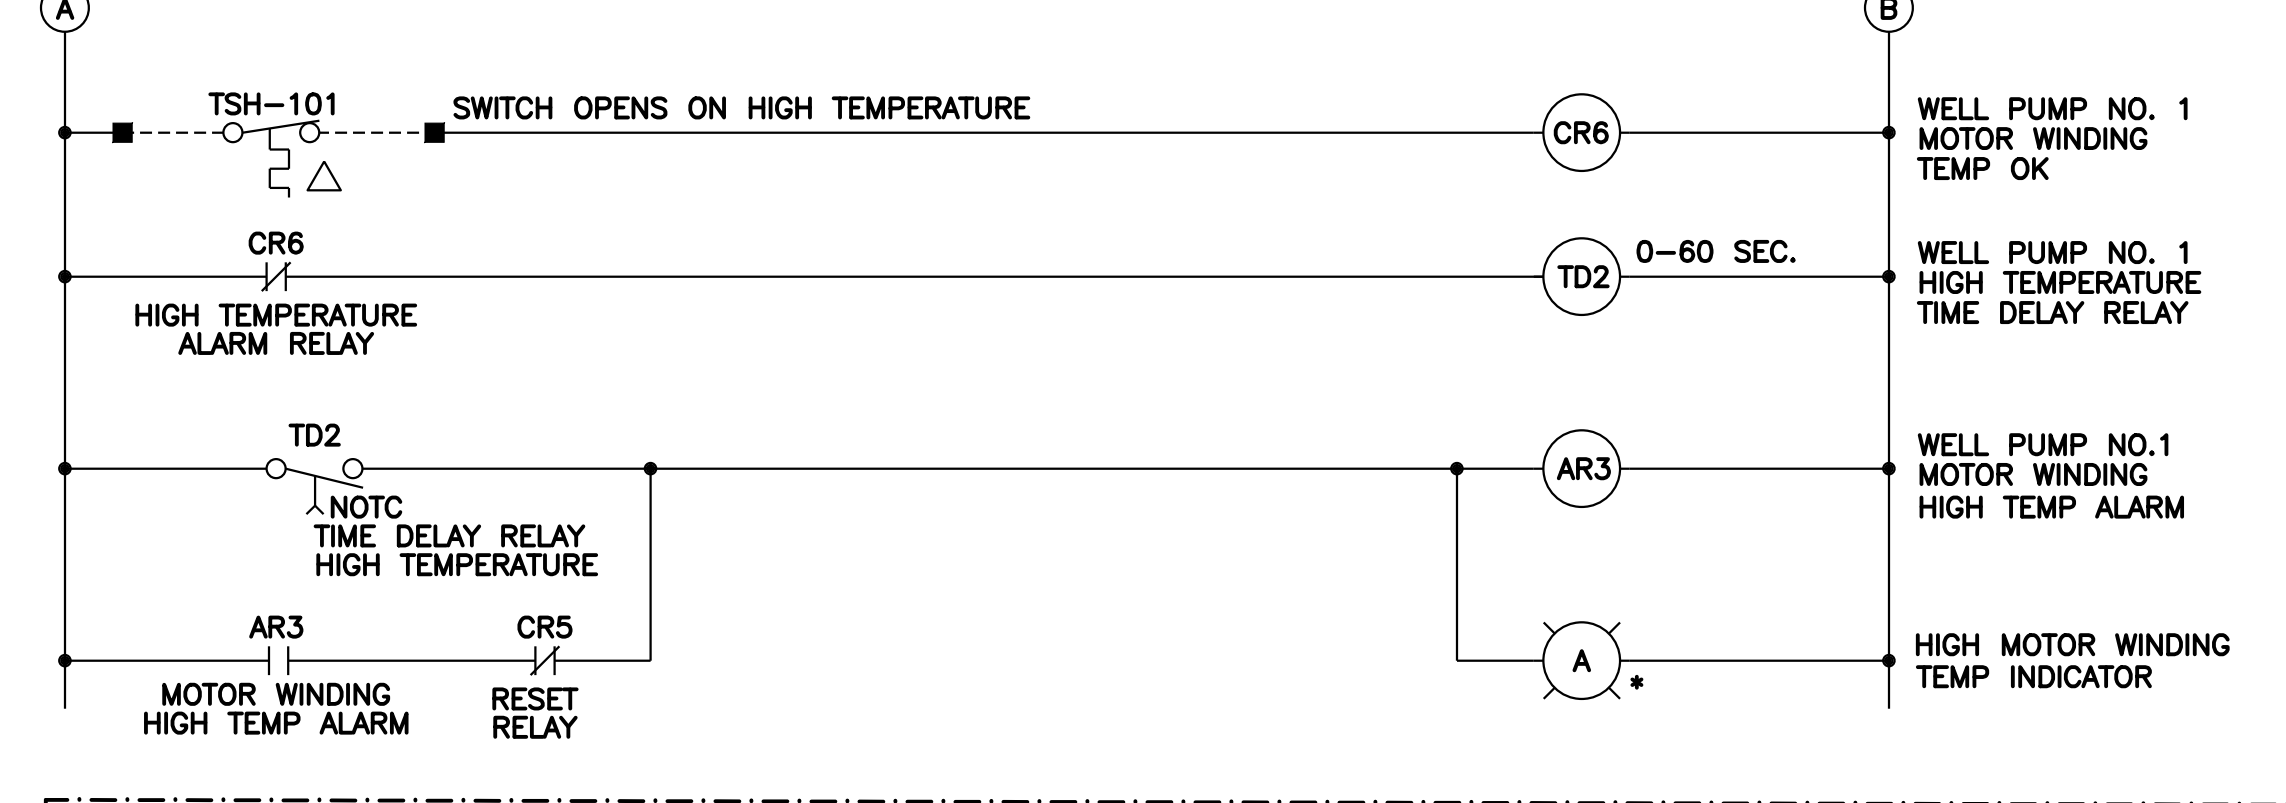 A
B
TSH-101
SWITCH OPENS ON HIGH TEMPERATURE
CR6
WELL PUMP NO. 1
MOTOR WINDING
TEMP OK
CR6
HIGH TEMPERATURE
ALARM RELAY
TD2
0-60 SEC.
WELL PUMP NO. 1
HIGH TEMPERATURE
TIME DELAY RELAY
TD2
NOTC
TIME DELAY RELAY
HIGH TEMPERATURE
AR3
WELL PUMP NO.1
MOTOR WINDING
HIGH TEMP ALARM
AR3
MOTOR WINDING
HIGH TEMP ALARM
CR5
RESET
RELAY
A
*
HIGH MOTOR WINDING
TEMP INDICATOR